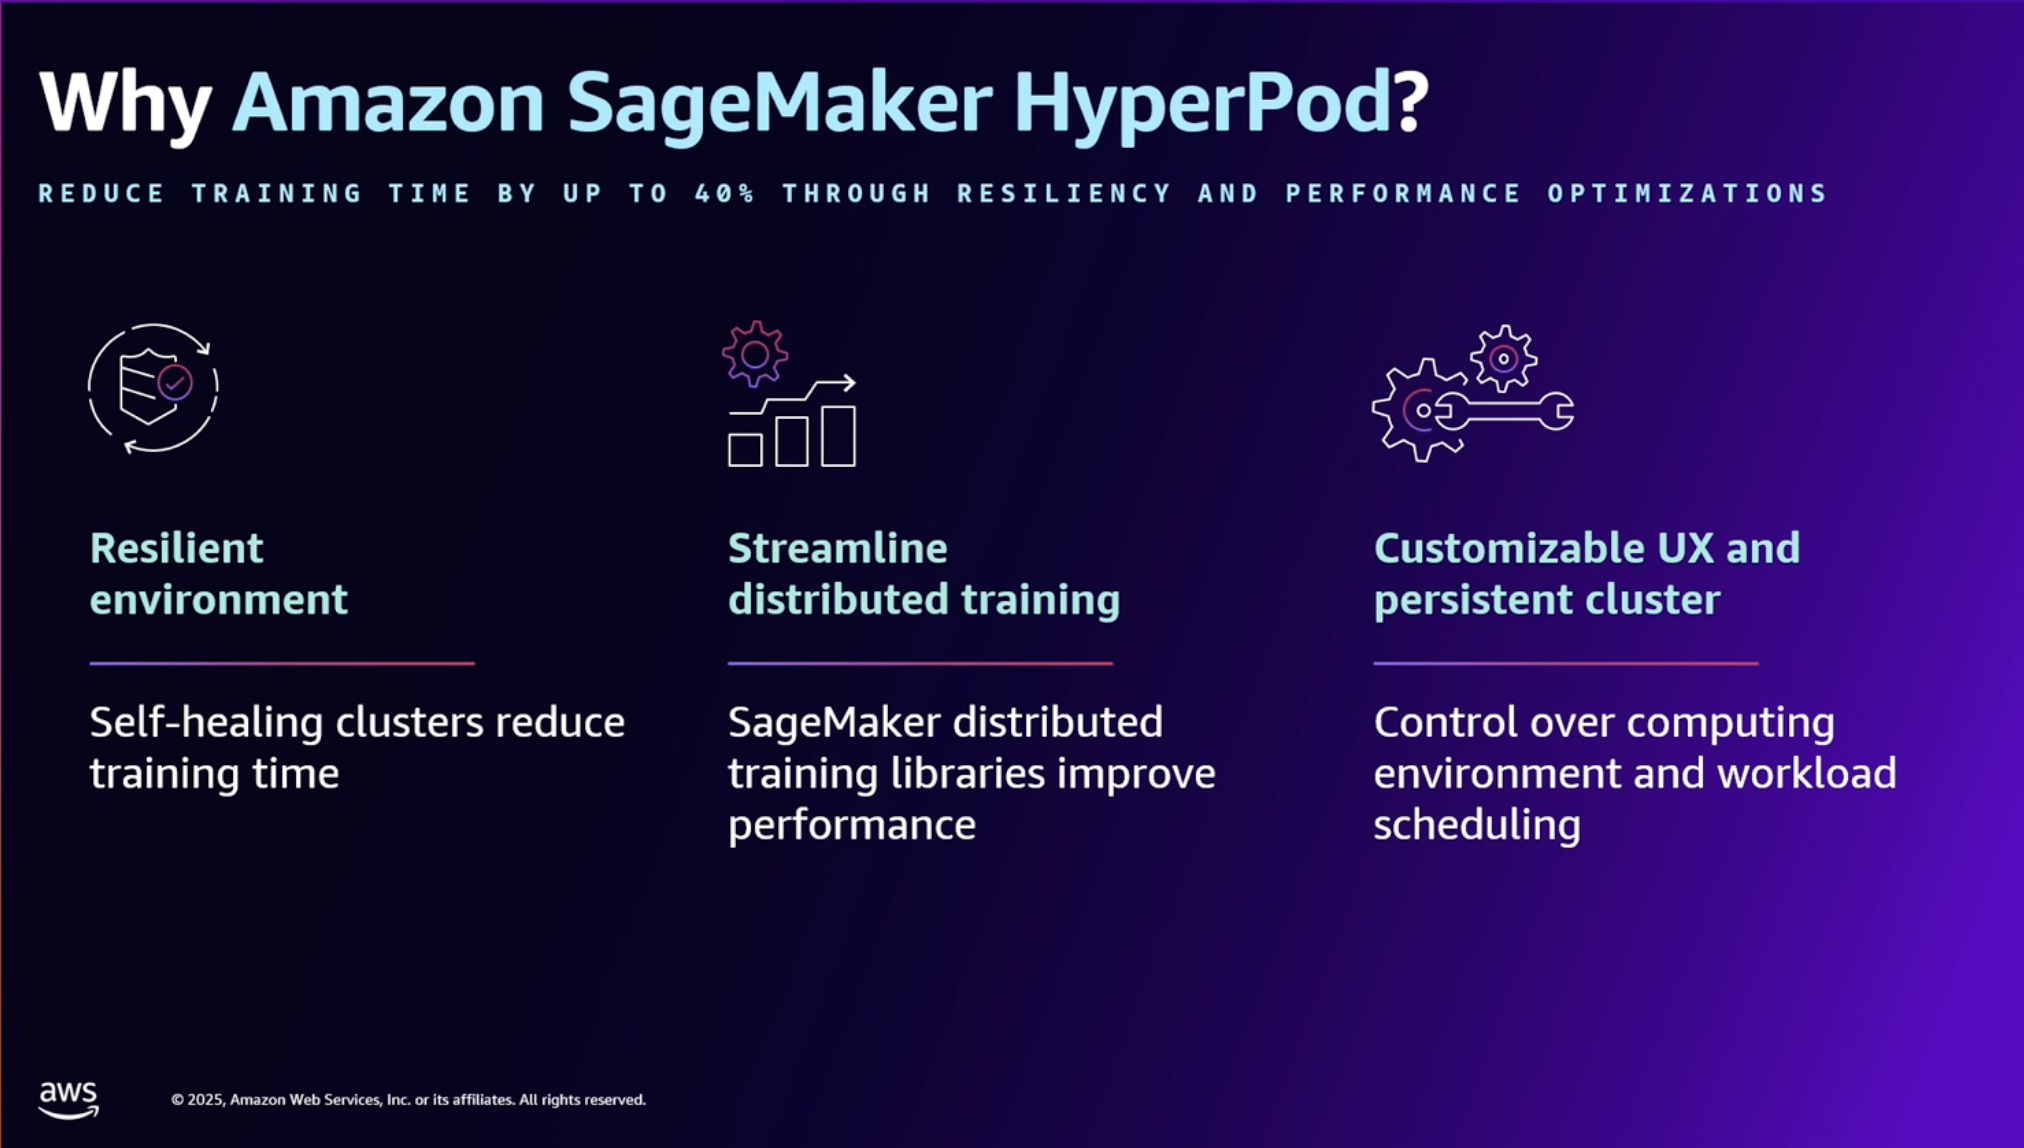 Why Amazon SageMaker HyperPod?
REDUCE TRAINING TIME BY UP TO 40% THROUGH RESILIENCY AND PERFORMANCE OPTIMIZATIONS
Resilient
environment
Self-healing clusters reduce
training time
Streamline
distributed training
SageMaker distributed
training libraries improve
performance
Customizable UX and
persistent cluster
Control over computing
environment and workload
scheduling
aws
© 2025, Amazon Web Services, Inc. or its affiliates. All rights reserved.